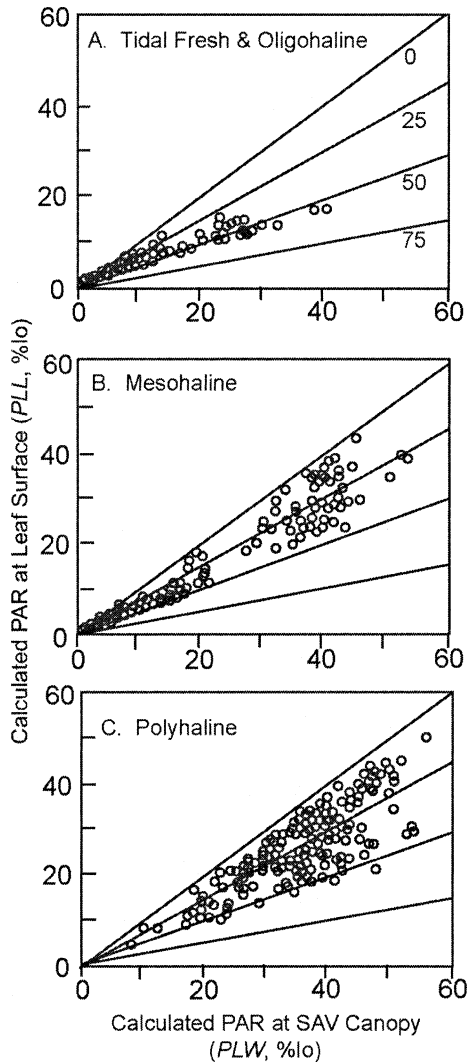 60
A. Tidal Fresh & Oligohaline
0
40
25
20
50
75
0
0 20 40 60
60
B. Mesohaline
40
20
0
0 20 40 60
60
C. Polyhaline
40
20
0
0 20 40 60
Calculated PAR at Leaf Surface (PLL, %Io)
Calculated PAR at SAV Canopy
(PLW, %Io)